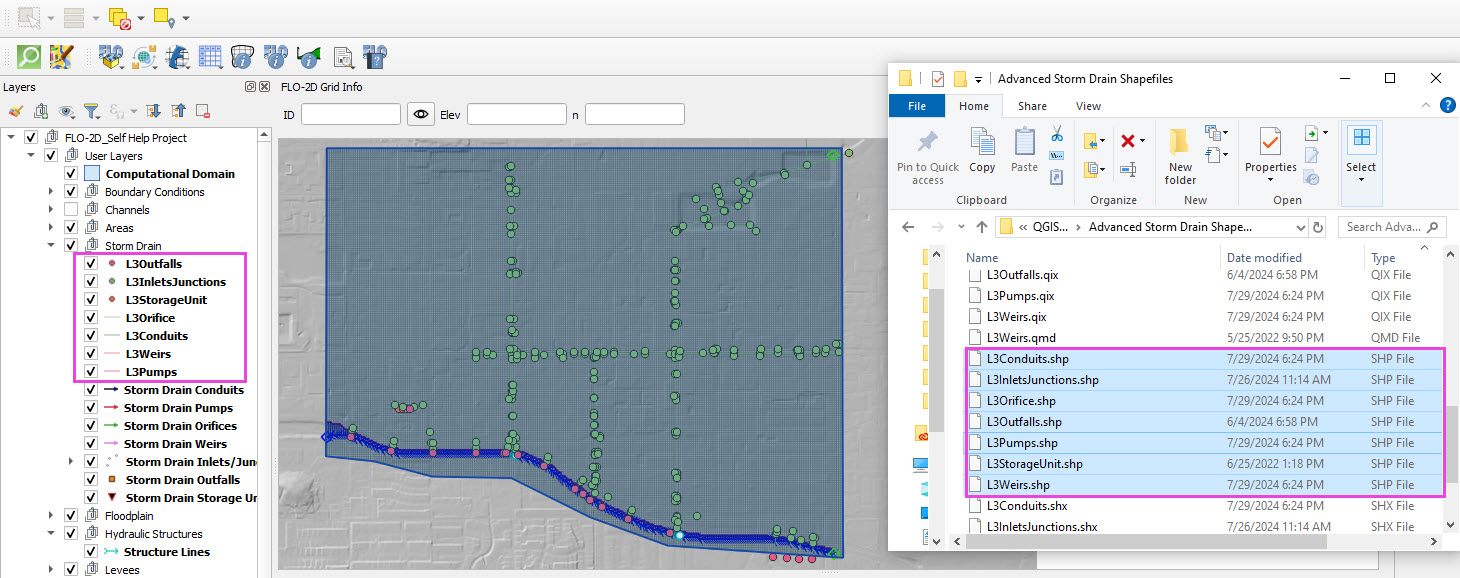 Layers
FLO-2D_Self Help Project
User Layers
Computational Domain
Boundary Conditions
Channels
Areas
Storm Drain
L3Outfalls
L3InletsJunctions
L3StorageUnit
L3Orifice
L3Conduits
L3Weirs
L3Pumps
Storm Drain Conduits
Storm Drain Pumps
Storm Drain Orifices
Storm Drain Weirs
Storm Drain Inlets/Jun
Storm Drain Outfalls
Storm Drain Storage Un
Floodplain
Hydraulic Structures
Structure Lines
Levees
FLO-2D Grid Info
ID Elev n
Advanced Storm Drain Shapefiles
File Home Share View
Pin to Quick access
Copy
Paste
New folder
Properties
Select
Clipboard Organize New Open
« QGIS... › Advanced Storm Drain Shape...
Search Adva...
Name Date modified Type
L3Outfalls.qix 6/4/2024 6:58 PM QIX File
L3Pumps.qix 7/29/2024 6:24 PM QIX File
L3Weirs.qix 7/29/2024 6:24 PM QIX File
L3Weirs.qmd 5/25/2022 9:50 PM QMD File
L3Conduits.shp 7/29/2024 6:24 PM SHP File
L3InletsJunctions.shp 7/26/2024 11:14 AM SHP File
L3Orifice.shp 7/29/2024 6:24 PM SHP File
L3Outfalls.shp 6/4/2024 6:58 PM SHP File
L3Pumps.shp 7/29/2024 6:24 PM SHP File
L3StorageUnit.shp 6/25/2022 1:18 PM SHP File
L3Weirs.shp 7/29/2024 6:24 PM SHP File
L3Conduits.shx 7/29/2024 6:24 PM SHX File
L3InletsJunctions.shx 7/26/2024 11:14 AM SHX File